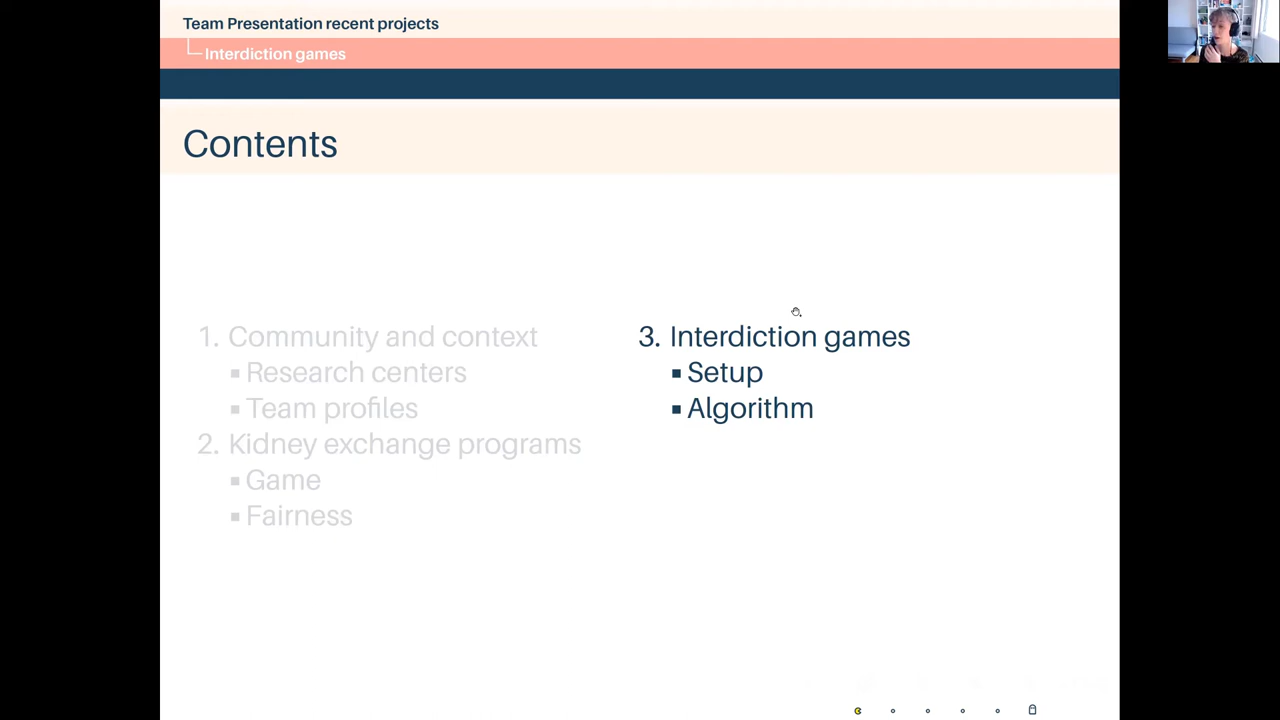 Team Presentation recent projects
Interdiction games
Contents
1. Community and context
Research centers
Team profiles
2. Kidney exchange programs
Game
Fairness
3. Interdiction games
Setup
Algorithm